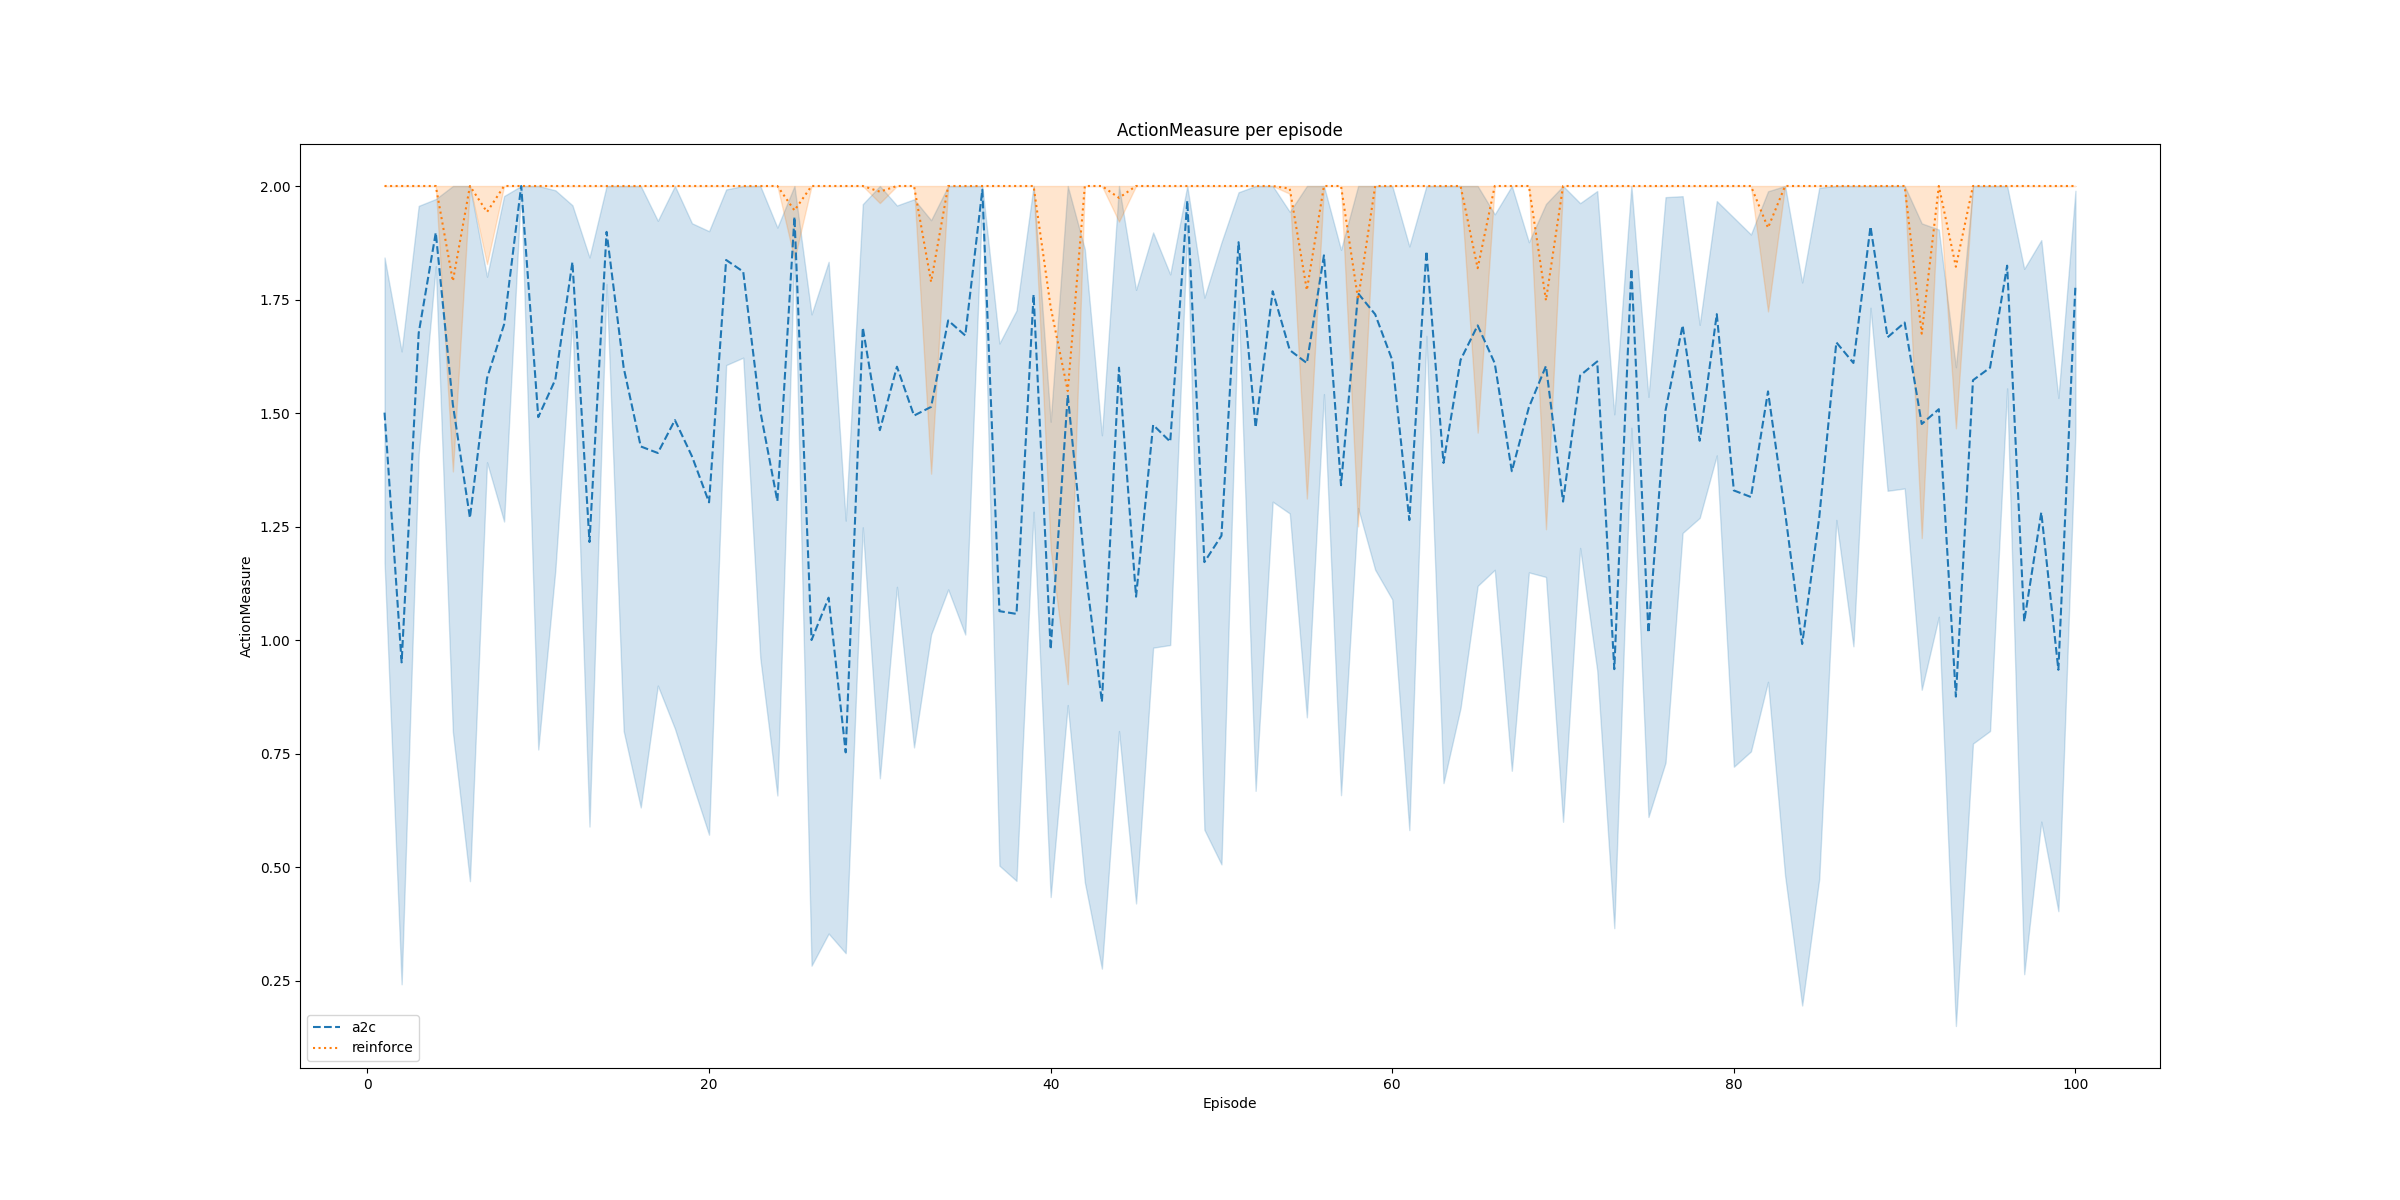 ActionMeasure per episode
2.00
1.75
1.50
1.25
1.00
0.75
0.50
0.25
ActionMeasure
a2c
reinforce
0 20 40 60 80 100
Episode